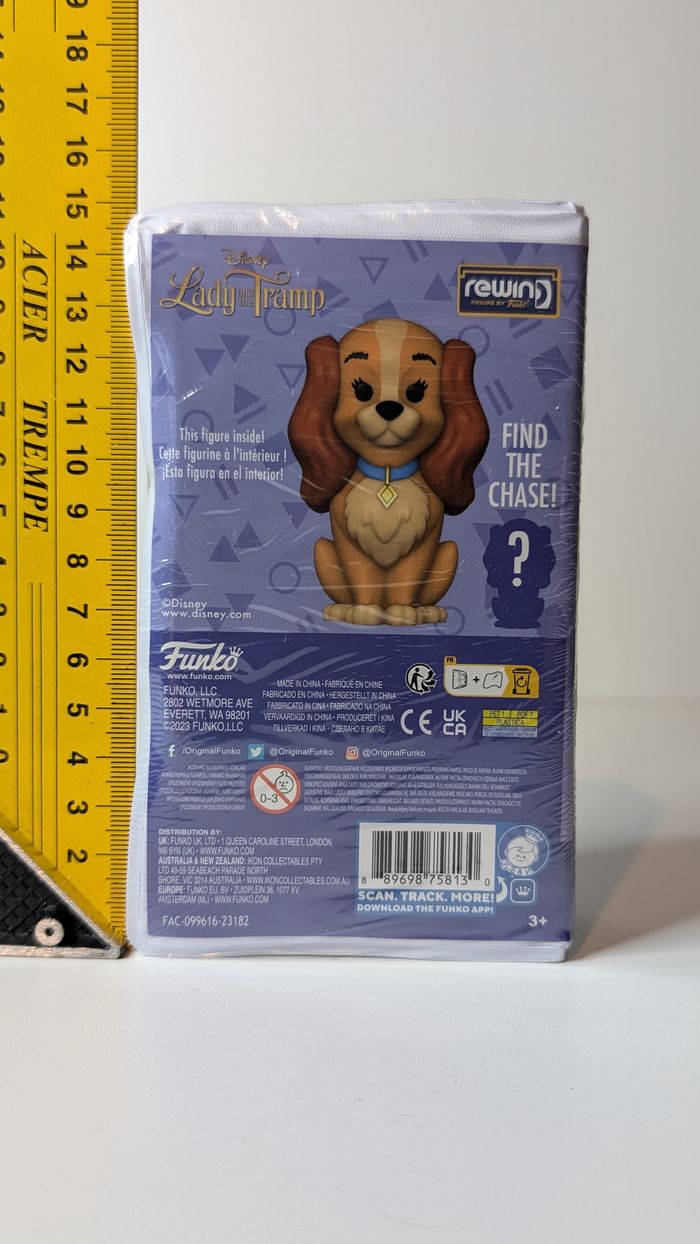 18
17
16
15
14
13
12
11
10
9
8
7
6
5
4
3
2
ACIER TREMPE
Disney
Lady and the Tramp
rewind
FIGURE BY Funko
This figure inside!
Cette figurine à l'intérieur !
¡Esta figura en el interior!
FIND
THE
CHASE!
?
©Disney
www.disney.com
Funko
www.funko.com
FUNKO, LLC.
2802 WETMORE AVE
EVERETT, WA 98201
©2023 FUNKO,LLC
MADE IN CHINA • FABRIQUÉ EN CHINE
FABRICADO EN CHINA • HERGESTELLT IN CHINA
FABBRICATO IN CINA • FABRICADO NA CHINA
VERVAARDIGD IN CHINA • PRODUCERET I KINA
TILLVERKAD I KINA • СДЕЛАНО В КИТАЕ
FR
+
CE UK CA
PET 1 POF 7
PLASTICA
/OriginalFunko @OriginalFunko @OriginalFunko
0-3
DISTRIBUTION BY:
UK: FUNKO UK, LTD • 1 QUEEN CAROLINE STREET, LONDON,
W6 9YN (UK) • WWW.FUNKO.COM
AUSTRALIA & NEW ZEALAND: IKON COLLECTABLES PTY
LTD 49-59 SEABEACH PARADE NORTH
SHORE, VIC 3214 AUSTRALIA • WWW.IKONCOLLECTABLES.COM.AU
EUROPE: FUNKO EU, BV • ZUIDPLEIN 36, 1077 XV,
AMSTERDAM (NL) • WWW.FUNKO.COM
8 89698 75813 0
SCAN. TRACK. MORE!
DOWNLOAD THE FUNKO APP!
FAC-099616-23182
3+